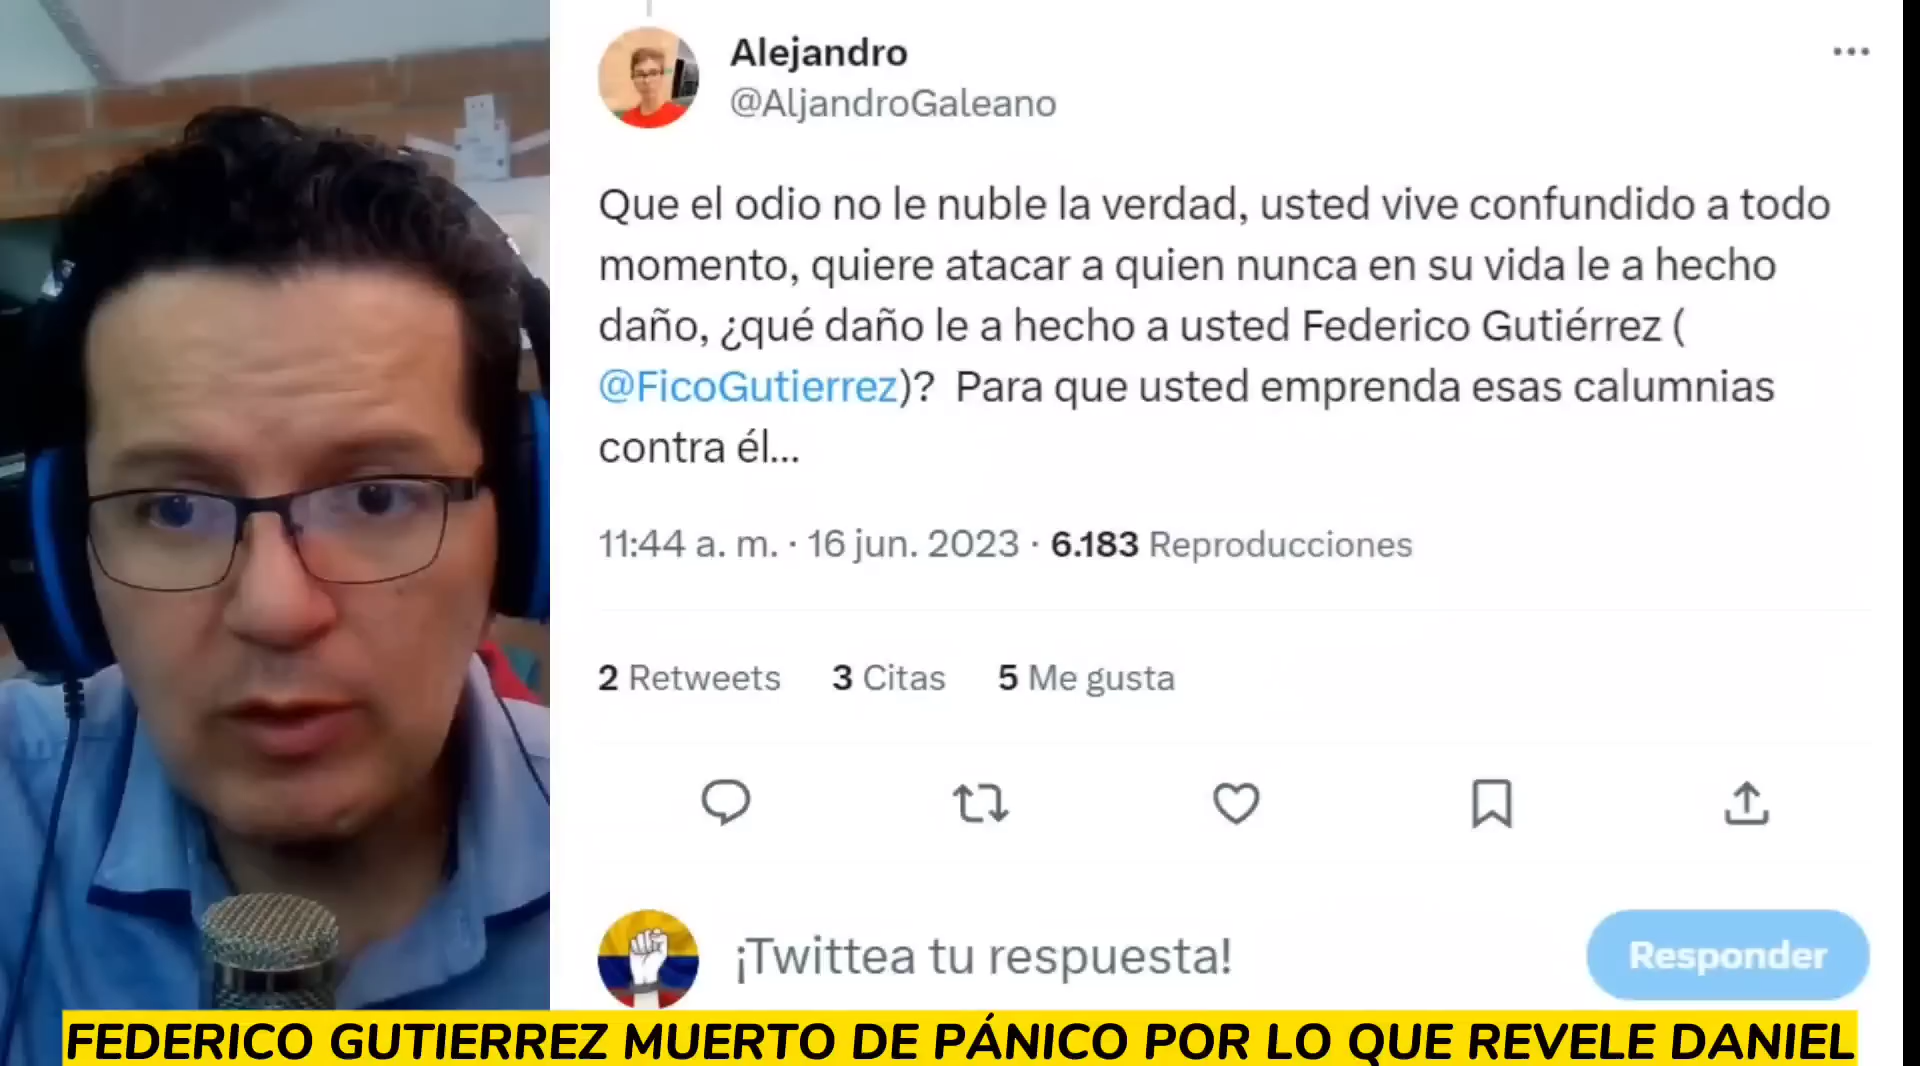 Alejandro
@AljandroGaleano
Que el odio no le nuble la verdad, usted vive confundido a todo
momento, quiere atacar a quien nunca en su vida le a hecho
daño, ¿qué daño le a hecho a usted Federico Gutiérrez (
@FicoGutierrez)? Para que usted emprenda esas calumnias
contra él...
11:44 a. m. · 16 jun. 2023 · 6.183 Reproducciones
2 Retweets 3 Citas 5 Me gusta
¡Twittea tu respuesta!
Responder
FEDERICO GUTIERREZ MUERTO DE PÁNICO POR LO QUE REVELE DANIEL